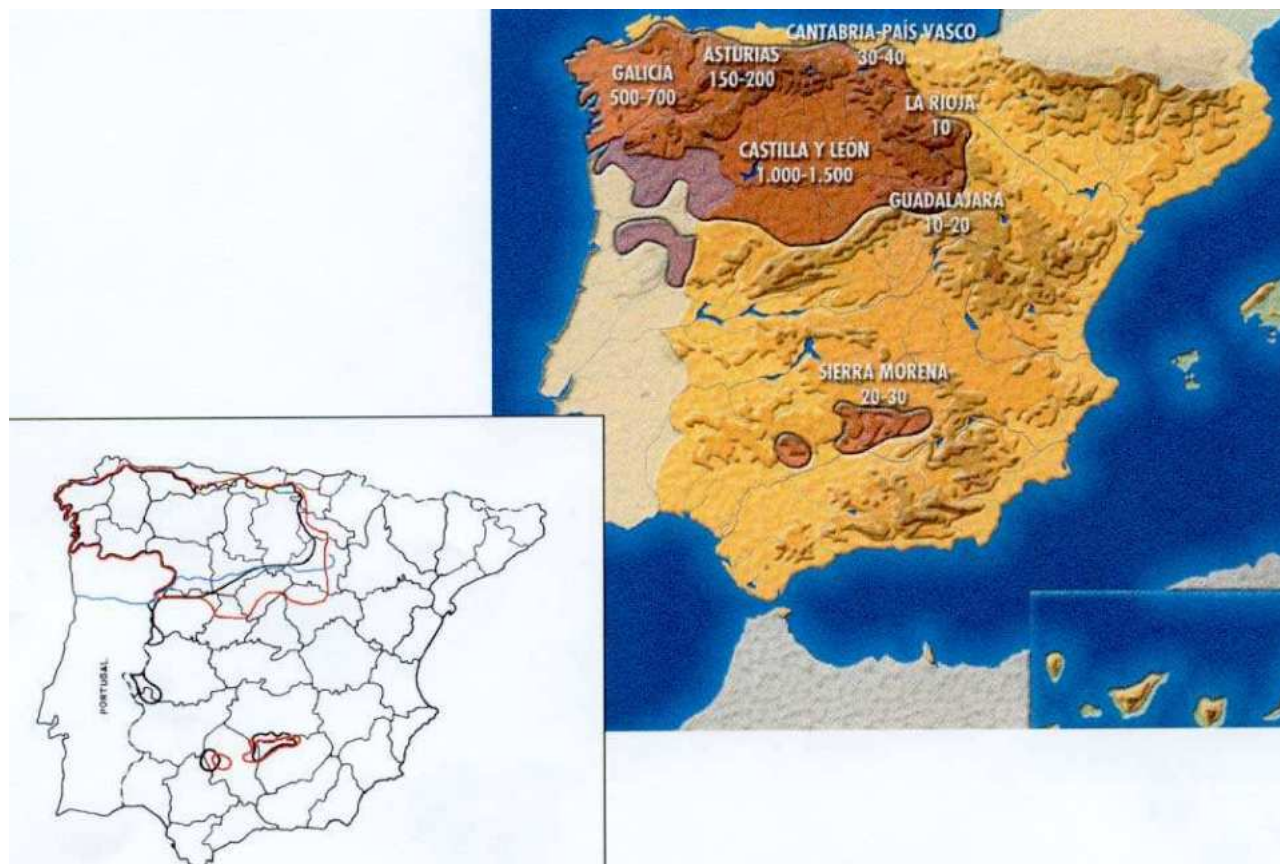 CANTABRIA-PAÍS VASCO
30-40
ASTURIAS
150-200
GALICIA
500-700
LA RIOJA
10
CASTILLA Y LEÓN
1.000-1.500
GUADALAJARA
10-20
SIERRA MORENA
20-30
PORTUGAL